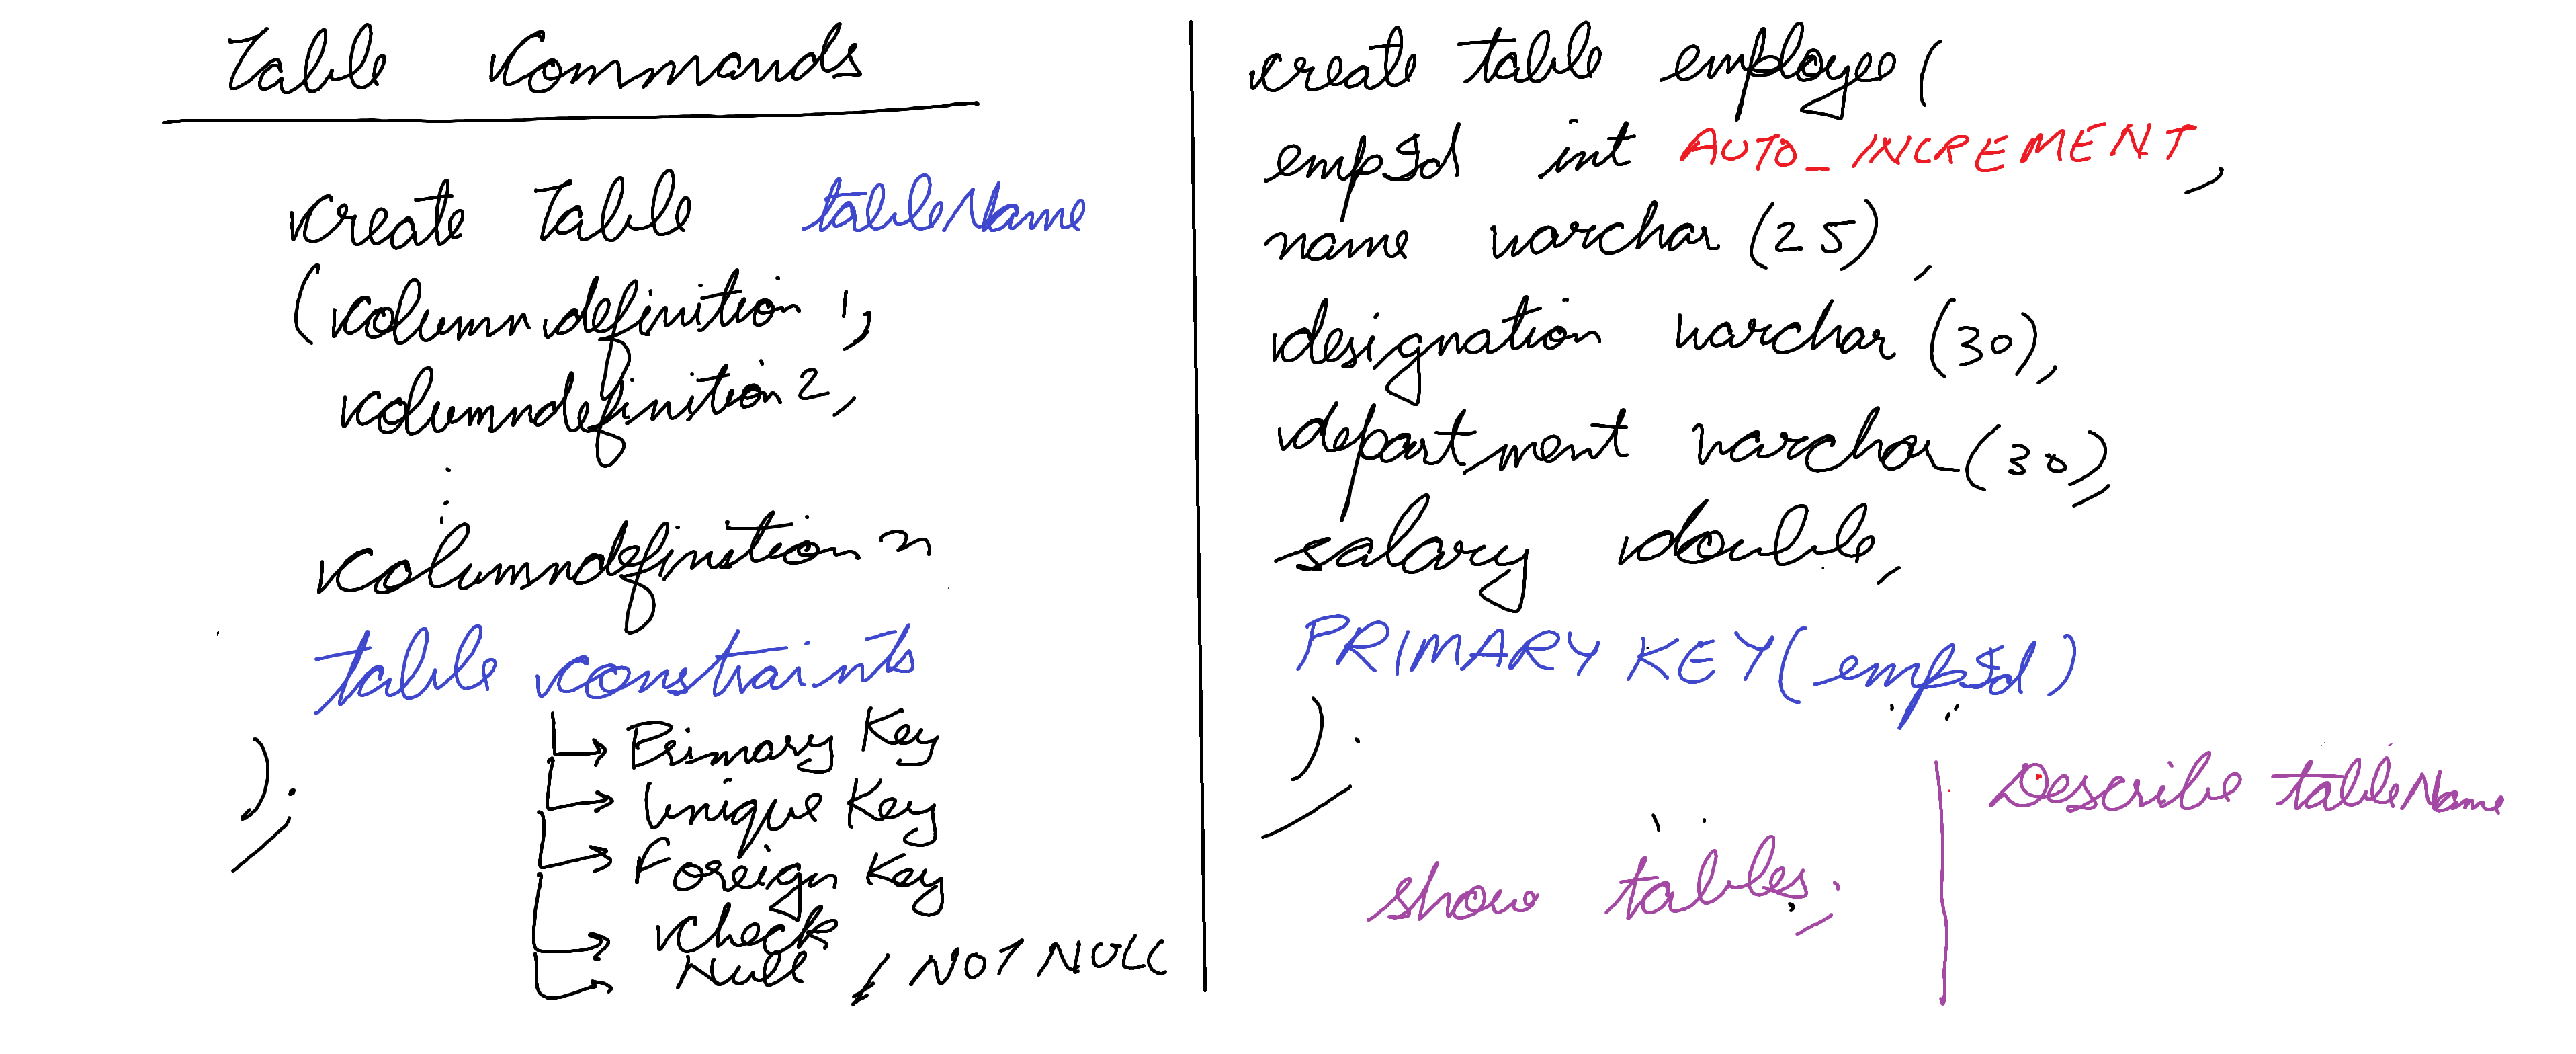 Table Commands
create Table tableName
(columndefinition 1,
columndefinition 2,
:
:
columndefinition n
table constraints
Primary Key
Unique Key
Foreign Key
Check
Null / NOT NULL
);
create table employee(
empId int AUTO_INCREMENT,
name varchar (25),
designation varchar (30),
department varchar (30),
salary double,
PRIMARY KEY (empId)
);
show tables;
Describe tableName